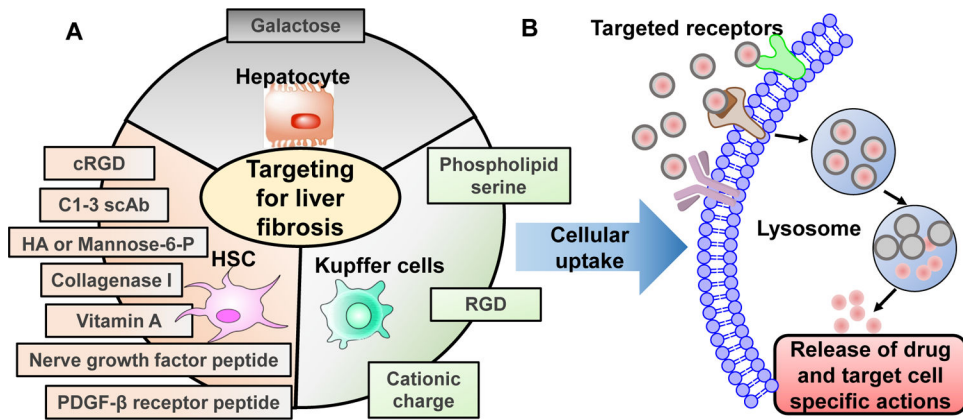 A
Galactose
Hepatocyte
Targeting
for liver
fibrosis
cRGD
C1-3 scAb
HA or Mannose-6-P
HSC
Collagenase I
Vitamin A
Nerve growth factor peptide
PDGF-β receptor peptide
Kupffer cells
Phospholipid
serine
RGD
Cationic
charge
Cellular
uptake
B
Targeted receptors
Lysosome
Release of drug
and target cell
specific actions